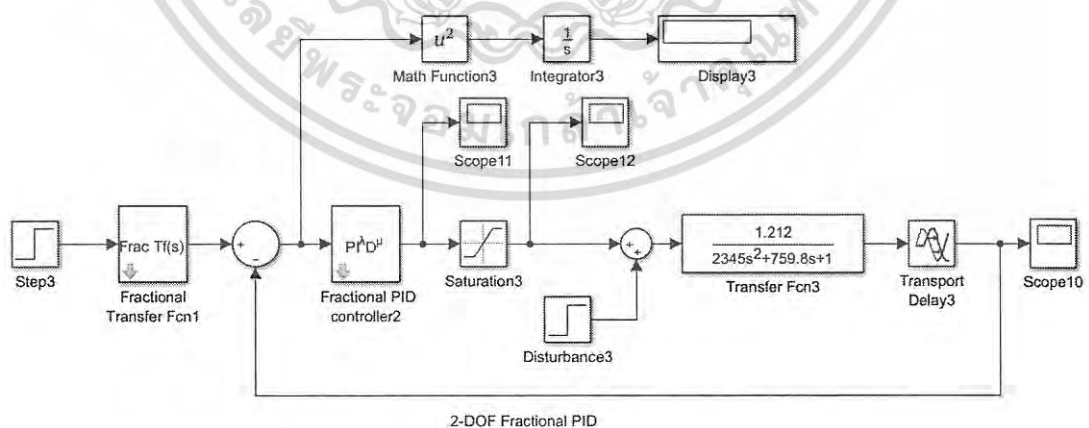 u²
1/s
Math Function3
Integrator3
Display3
Scope11
Scope12
Step3
Frac Tf(s)
Fractional
Transfer Fcn1
+
−
PI^λD^μ
Fractional PID
controller2
Saturation3
Disturbance3
+
+
1.212
2345s²+759.8s+1
Transfer Fcn3
Transport
Delay3
Scope10
2-DOF Fractional PID